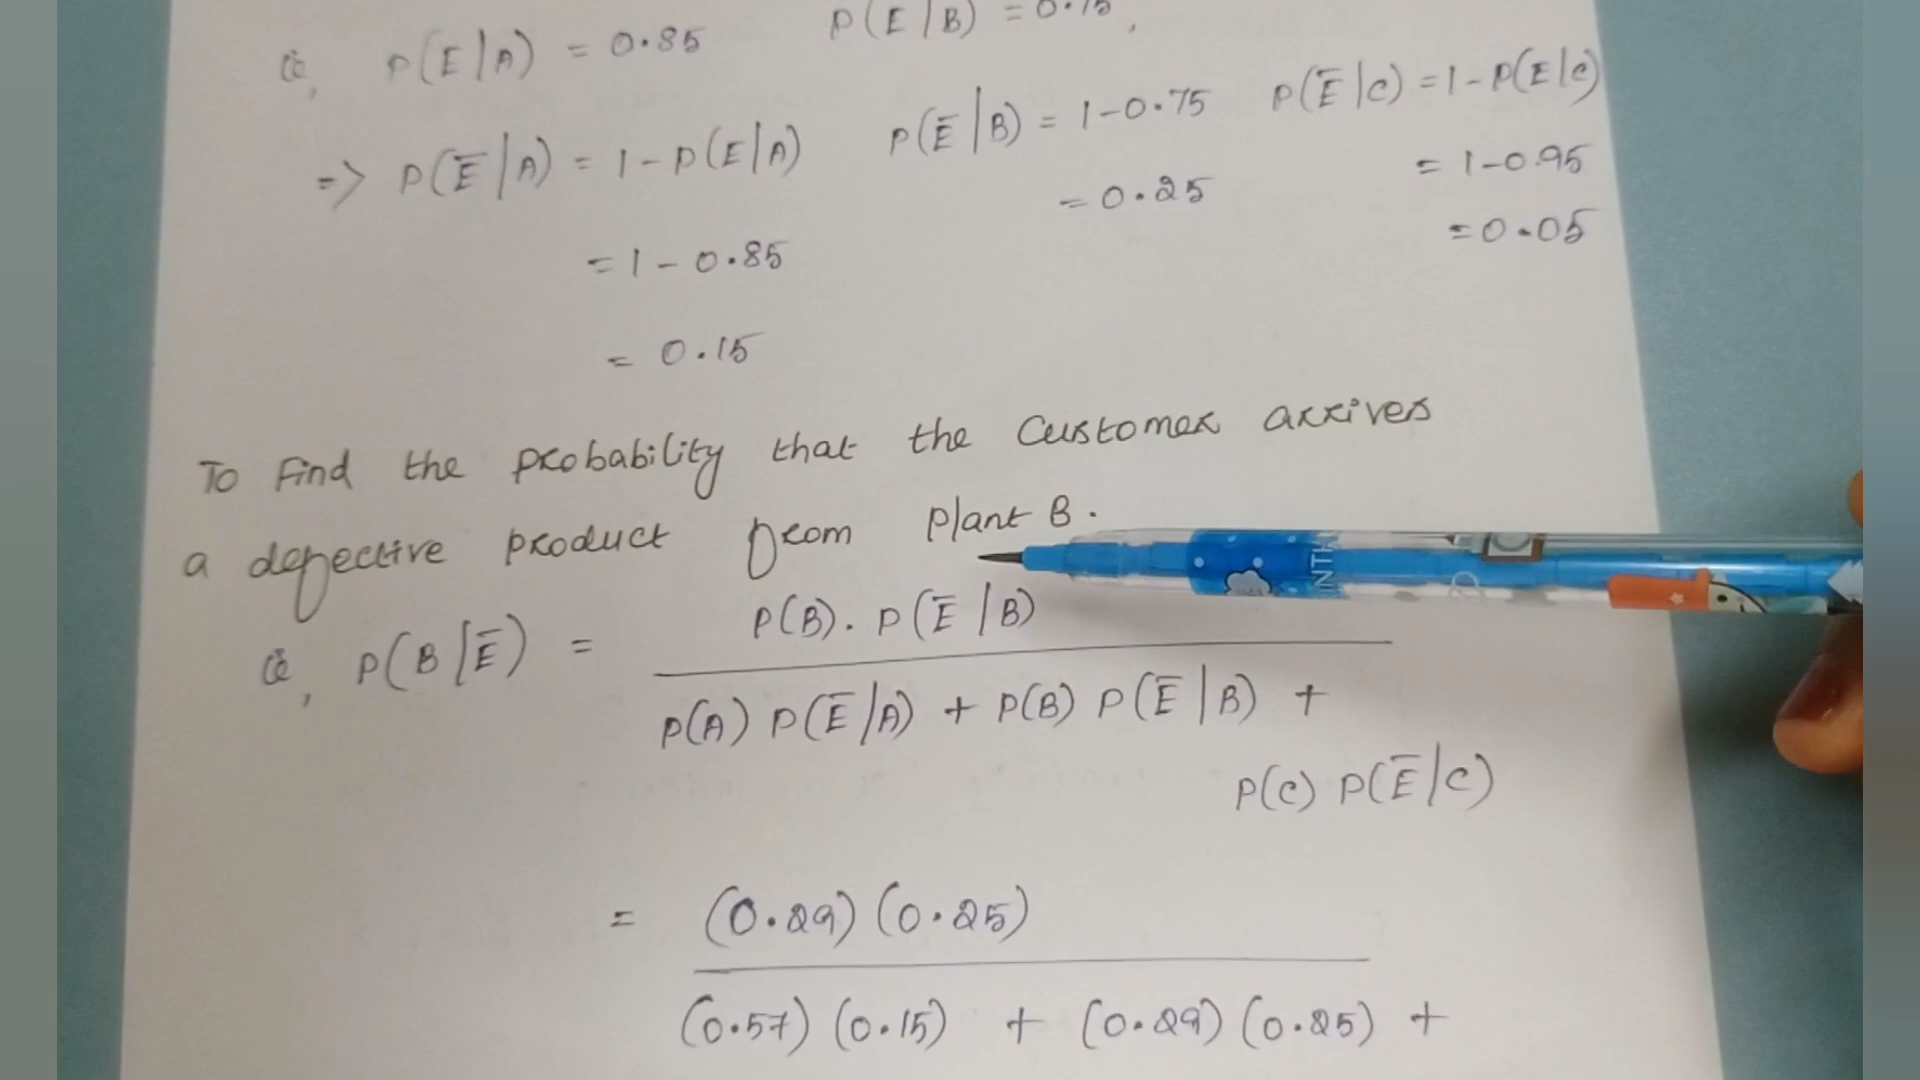 ie, P(E|A) = 0.85 P(E|B) = 0.75,
=> P(Ē|A) = 1-P(E|A) P(Ē|B) = 1-0.75 P(Ē|C) = 1-P(E|C)
= 1-0.85 = 0.25 = 1-0.95
= 0.15 = 0.05
To Find the probability that the Customer arrives
a defective product from plant B.
ie, P(B|Ē) = P(B). P(Ē|B)
P(A) P(Ē|A) + P(B) P(Ē|B) +
P(C) P(Ē|C)
= (0.29)(0.25)
(0.57)(0.15) + (0.29)(0.25) +